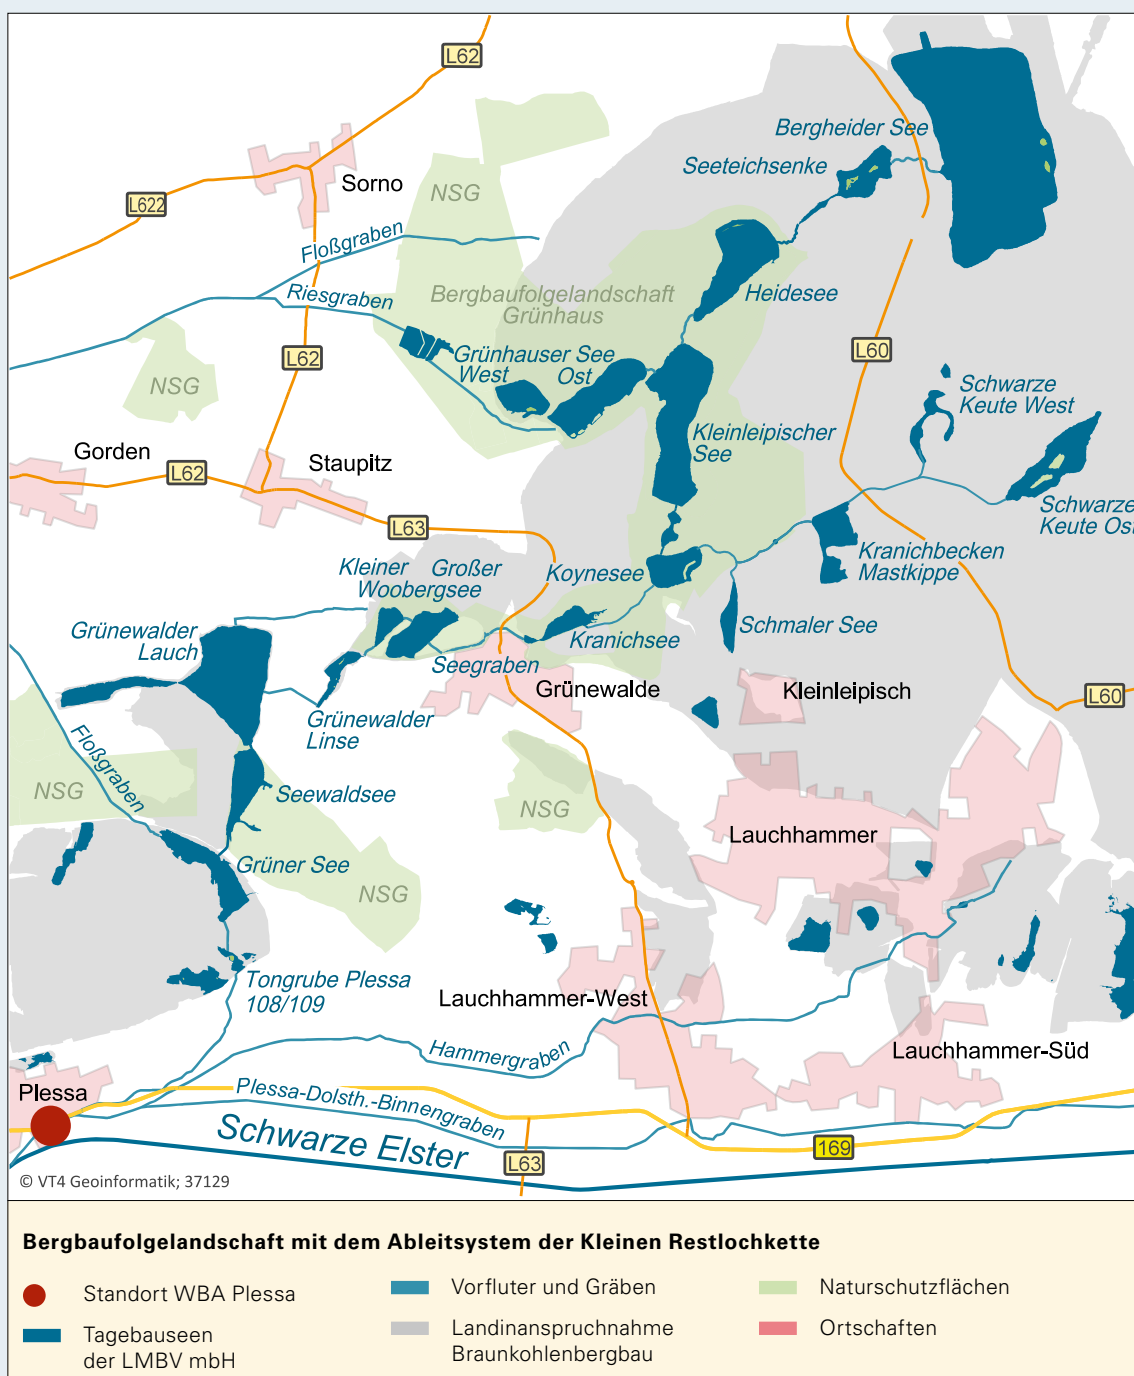 L62
Bergheider See
Seeteichsenke
Sorno
NSG
L622
Floßgraben
Riesgraben
Bergbaufolgelandschaft
Grünhaus
Heidesee
L62
Grünhauser See
West Ost
L60
NSG
Schwarze
Keute West
Kleinleipischer
See
Gorden
L62
Staupitz
L63
Schwarze
Keute Ost
Kleiner Großer
Woobergsee
Koynesee
Kranichbecken
Mastkippe
Grünewalder
Lauch
Kranichsee
Schmaler See
Seegraben
Grünewalde
Kleinleipisch
L60
Grünewalder
Linse
Floßgraben
NSG
Seewaldsee
NSG
Lauchhammer
Grüner See
NSG
Tongrube Plessa
108/109
Lauchhammer-West
Hammergraben
Lauchhammer-Süd
Plessa
Plessa-Dolsth.-Binnengraben
Schwarze Elster
L63
169
© VT4 Geoinformatik; 37129
Bergbaufolgelandschaft mit dem Ableitsystem der Kleinen Restlochkette
Standort WBA Plessa
Tagebauseen
der LMBV mbH
Vorfluter und Gräben
Landinanspruchnahme
Braunkohlenbergbau
Naturschutzflächen
Ortschaften